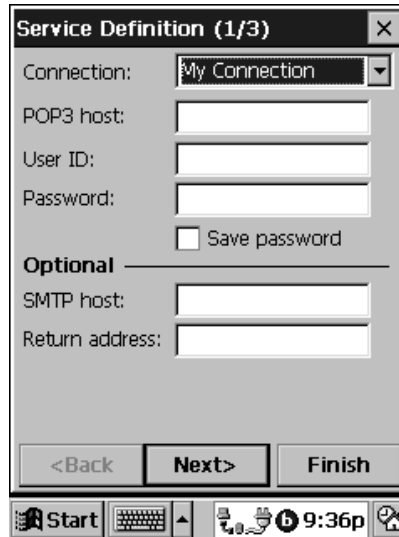 Service Definition (1/3)
Connection: My Connection
POP3 host:
User ID:
Password:
Save password
Optional
SMTP host:
Return address:
<Back Next> Finish
Start 9:36p